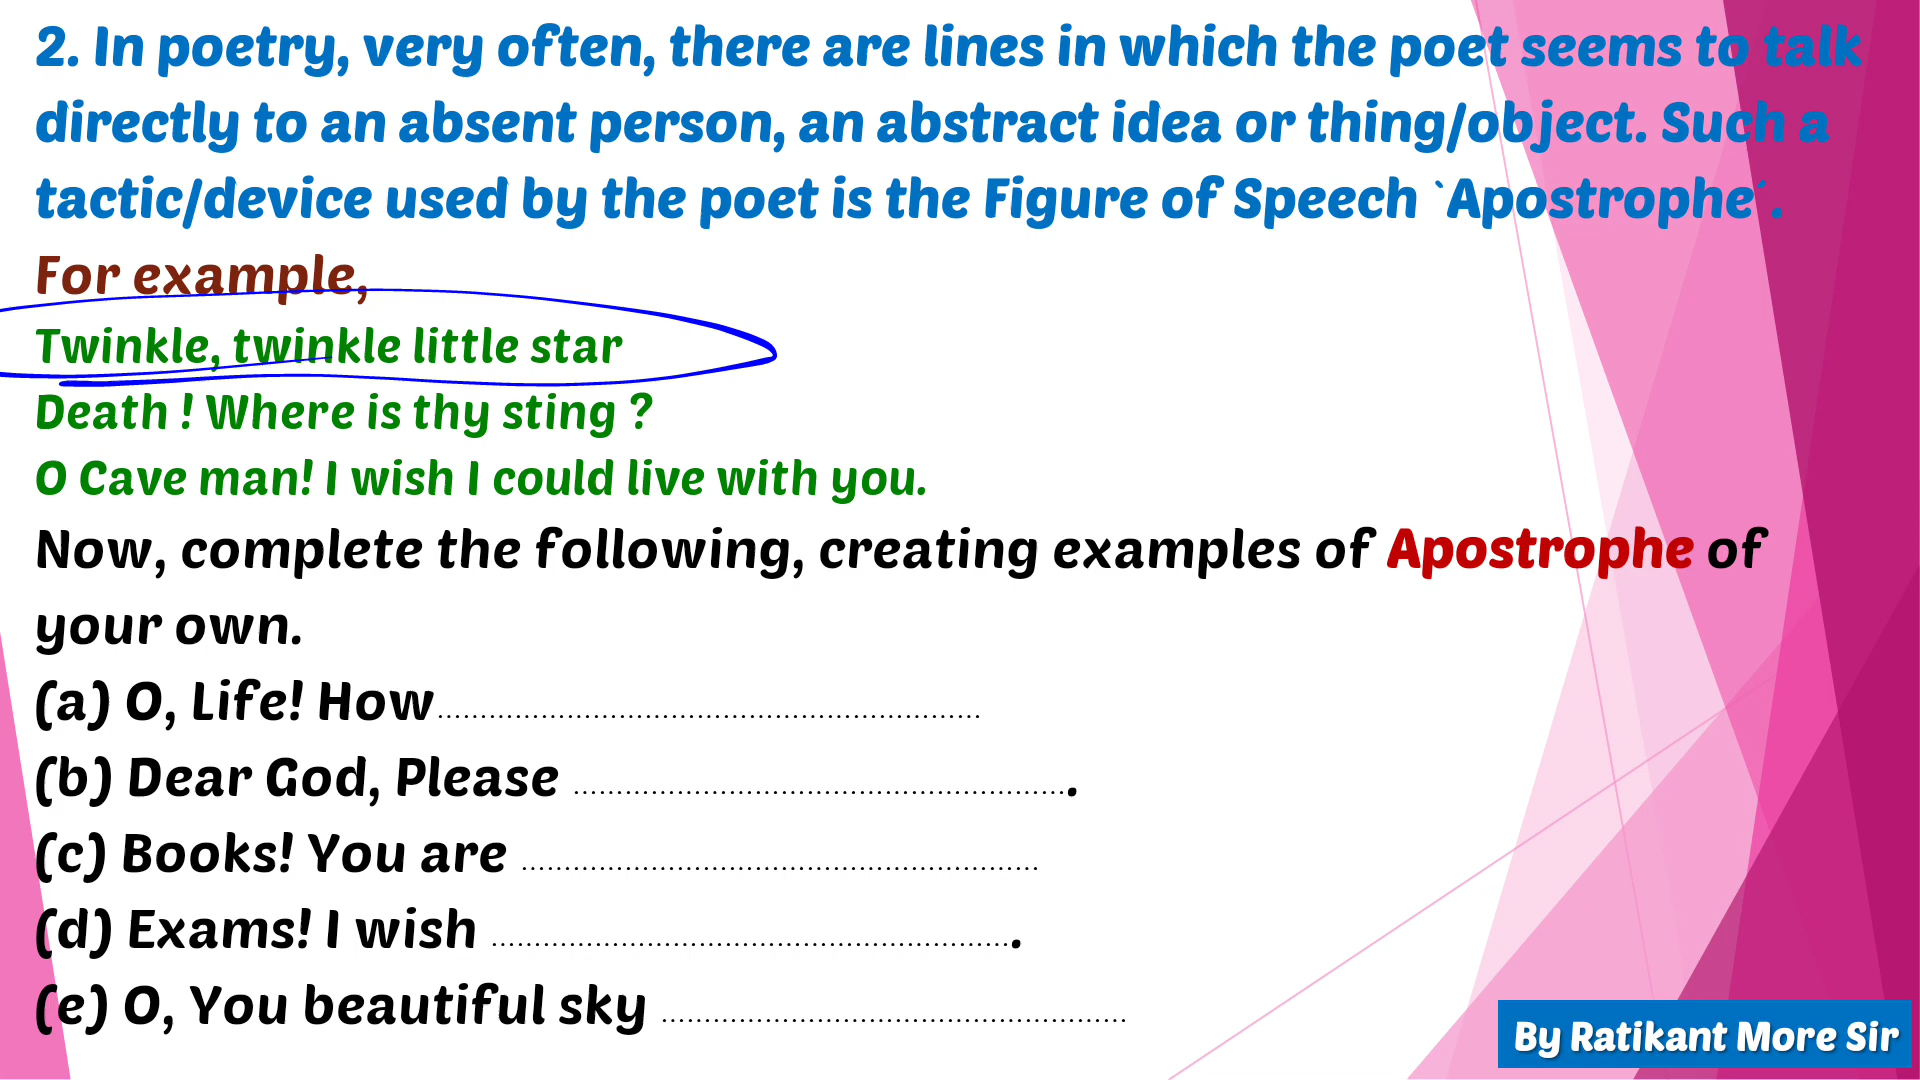 2. In poetry, very often, there are lines in which the poet seems to talk
directly to an absent person, an abstract idea or thing/object. Such a
tactic/device used by the poet is the Figure of Speech `Apostrophe´.
For example,
Twinkle, twinkle little star
Death ! Where is thy sting ?
O Cave man! I wish I could live with you.
Now, complete the following, creating examples of Apostrophe of
your own.
(a) O, Life! How...............................................................
(b) Dear God, Please .........................................................
(c) Books! You are ............................................................
(d) Exams! I wish ............................................................
(e) O, You beautiful sky ......................................................
By Ratikant More Sir